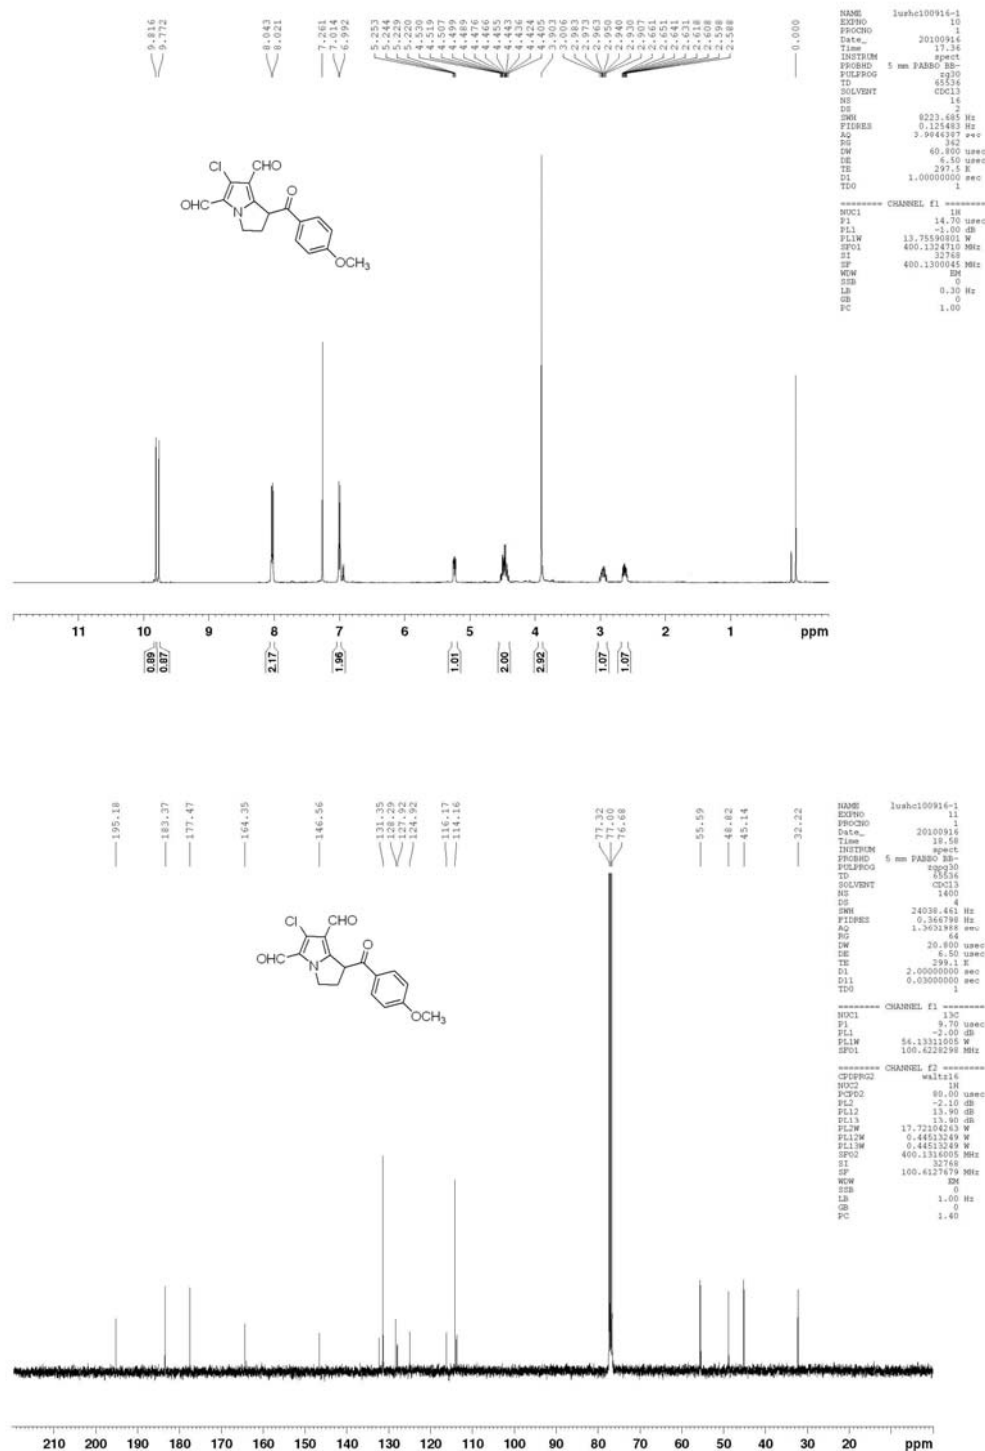 9.816
9.772
8.043
8.021
7.261
7.014
6.992
5.253
5.244
5.229
5.220
4.530
4.519
4.507
4.499
4.489
4.476
4.466
4.455
4.443
4.436
4.424
4.405
3.903
3.006
2.983
2.973
2.963
2.950
2.940
2.930
2.907
2.661
2.651
2.641
2.631
2.618
2.608
2.598
2.588
0.000
NAME lushc100916-1
EXPNO 10
PROCNO 1
Date_ 20100916
Time 17.36
INSTRUM spect
PROBHD 5 mm PABBO BB-
PULPROG zg30
TD 65536
SOLVENT CDCl3
NS 16
DS 2
SWH 8223.685 Hz
FIDRES 0.125483 Hz
AQ 3.9846387 sec
RG 362
DW 60.800 usec
DE 6.50 usec
TE 297.5 K
D1 1.00000000 sec
TD0 1
======== CHANNEL f1 ========
NUC1 1H
P1 14.70 usec
PL1 -1.00 dB
PL1W 13.75590801 W
SFO1 400.1324710 MHz
SI 32768
SF 400.1300045 MHz
WDW EM
SSB 0
LB 0.30 Hz
GB 0
PC 1.00
Cl
CHO
OHC
N
O
OCH3
11 10 9 8 7 6 5 4 3 2 1 ppm
0.89
0.87
2.17
1.96
1.01
2.00
2.92
1.07
1.07
195.18
183.37
177.47
164.35
146.56
131.35
128.29
127.92
124.92
116.17
114.16
77.32
77.00
76.68
55.59
48.82
45.14
32.22
NAME lushc100916-1
EXPNO 11
PROCNO 1
Date_ 20100916
Time 18.58
INSTRUM spect
PROBHD 5 mm PABBO BB-
PULPROG zgpg30
TD 65536
SOLVENT CDCl3
NS 1400
DS 4
SWH 24038.461 Hz
FIDRES 0.366798 Hz
AQ 1.3631988 sec
RG 64
DW 20.800 usec
DE 6.50 usec
TE 299.1 K
D1 2.00000000 sec
D11 0.03000000 sec
TD0 1
======== CHANNEL f1 ========
NUC1 13C
P1 9.70 usec
PL1 -2.00 dB
PL1W 56.13311005 W
SFO1 100.6228298 MHz
======== CHANNEL f2 ========
CPDPRG2 waltz16
NUC2 1H
PCPD2 80.00 usec
PL2 -2.10 dB
PL12 13.90 dB
PL13 13.90 dB
PL2W 17.72104263 W
PL12W 0.44513249 W
PL13W 0.44513249 W
SFO2 400.1316005 MHz
SI 32768
SF 100.6127679 MHz
WDW EM
SSB 0
LB 1.00 Hz
GB 0
PC 1.40
Cl
CHO
OHC
N
O
OCH3
210 200 190 180 170 160 150 140 130 120 110 100 90 80 70 60 50 40 30 20 10 ppm